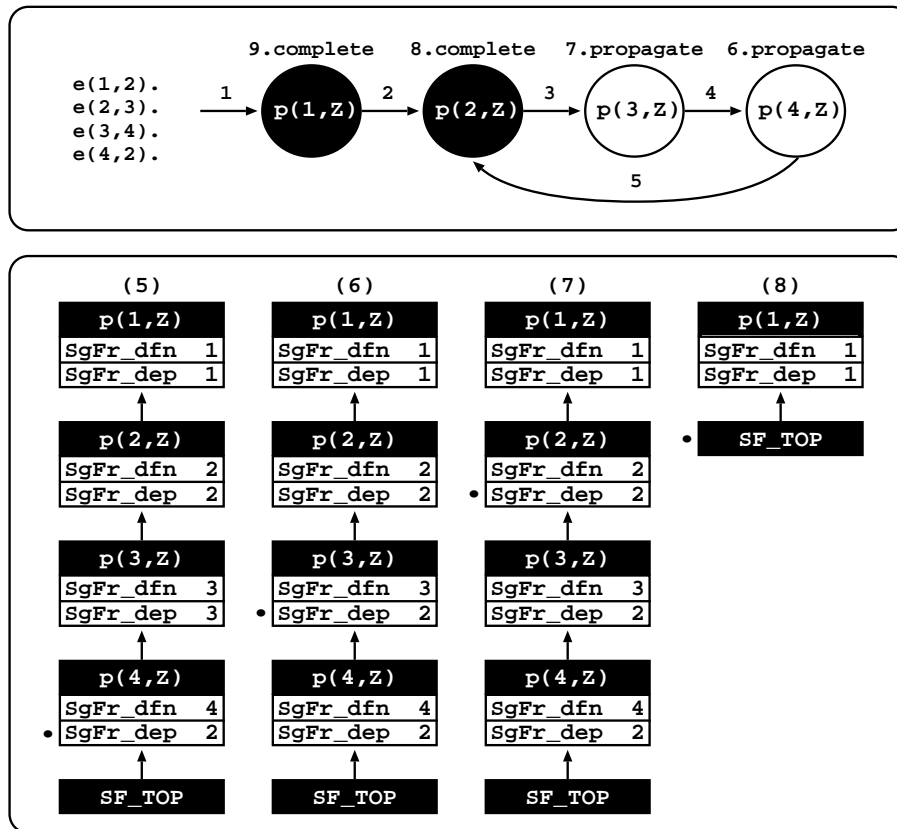 9.complete 8.complete 7.propagate 6.propagate
e(1,2).
e(2,3).
e(3,4).
e(4,2).
1 p(1,Z) 2 p(2,Z) 3 p(3,Z) 4 p(4,Z)
5
(5) (6) (7) (8)
p(1,Z) p(1,Z) p(1,Z) p(1,Z)
SgFr_dfn 1 SgFr_dfn 1 SgFr_dfn 1 SgFr_dfn 1
SgFr_dep 1 SgFr_dep 1 SgFr_dep 1 SgFr_dep 1
p(2,Z) p(2,Z) p(2,Z) SF_TOP
SgFr_dfn 2 SgFr_dfn 2 SgFr_dfn 2
SgFr_dep 2 SgFr_dep 2 SgFr_dep 2
p(3,Z) p(3,Z) p(3,Z)
SgFr_dfn 3 SgFr_dfn 3 SgFr_dfn 3
SgFr_dep 3 SgFr_dep 2 SgFr_dep 2
p(4,Z) p(4,Z) p(4,Z)
SgFr_dfn 4 SgFr_dfn 4 SgFr_dfn 4
SgFr_dep 2 SgFr_dep 2 SgFr_dep 2
SF_TOP SF_TOP SF_TOP